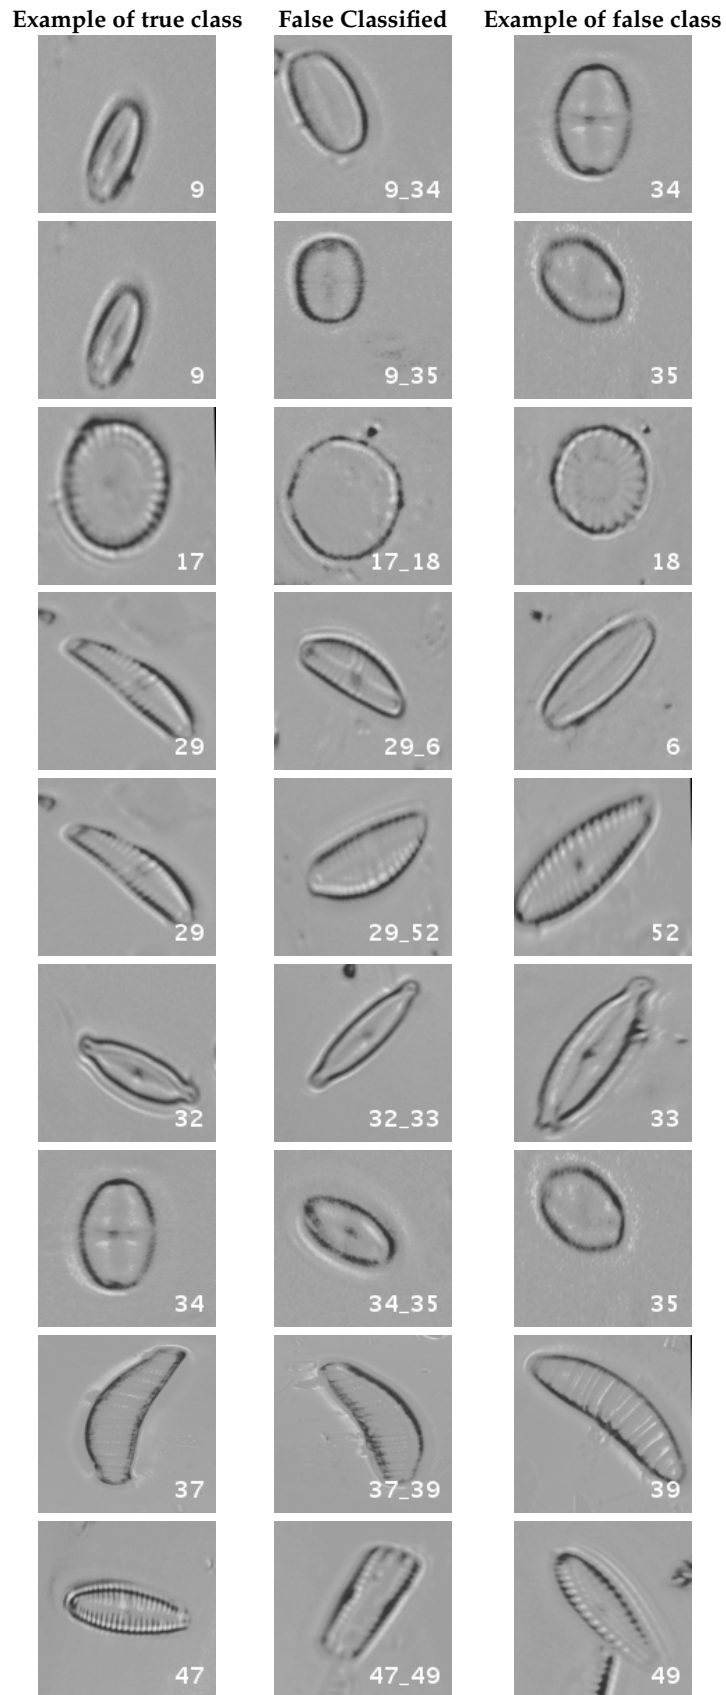 Example of true class False Classified Example of false class
9 9_34 34
9 9_35 35
17 17_18 18
29 29_6 6
29 29_52 52
32 32_33 33
34 34_35 35
37 37_39 39
47 47_49 49